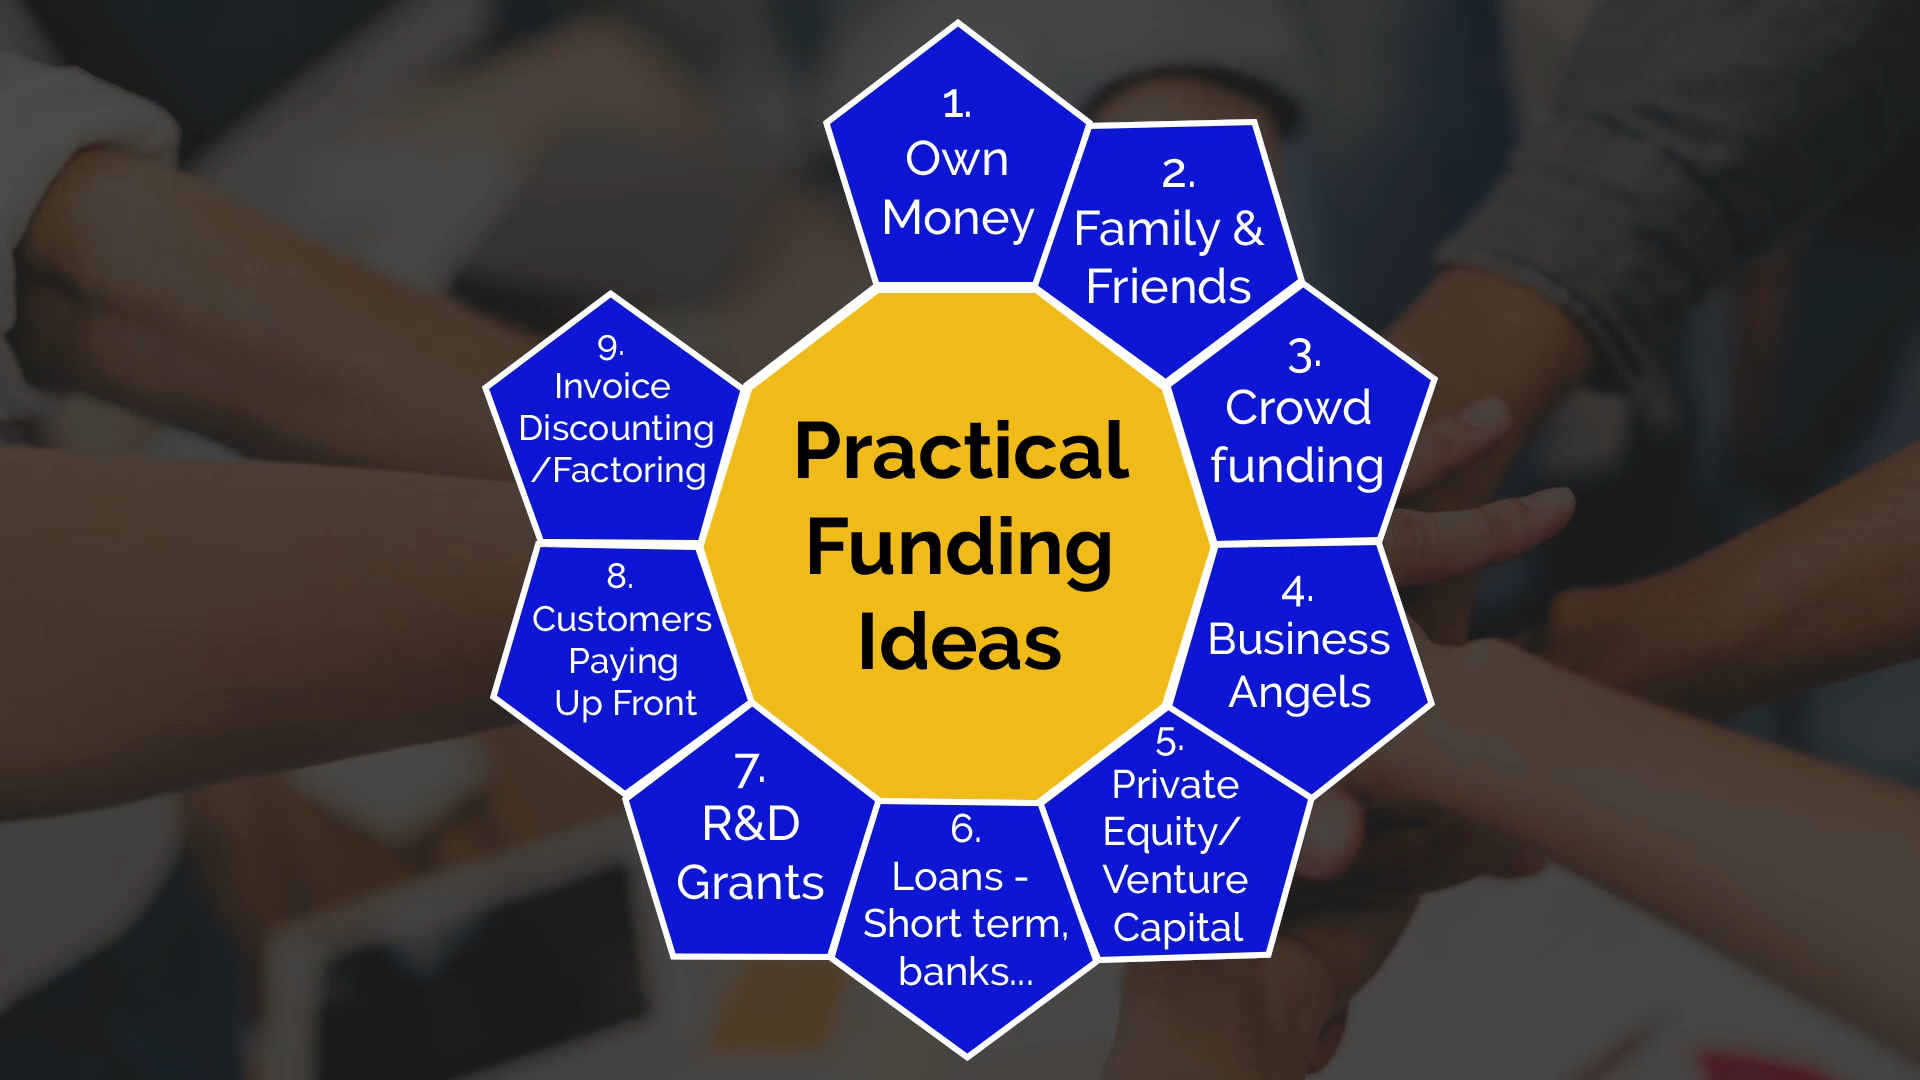 Practical
Funding
Ideas
1.
Own
Money
2.
Family &
Friends
3.
Crowd
funding
4.
Business
Angels
5.
Private
Equity/
Venture
Capital
6.
Loans -
Short term,
banks...
7.
R&D
Grants
8.
Customers
Paying
Up Front
9.
Invoice
Discounting
/Factoring